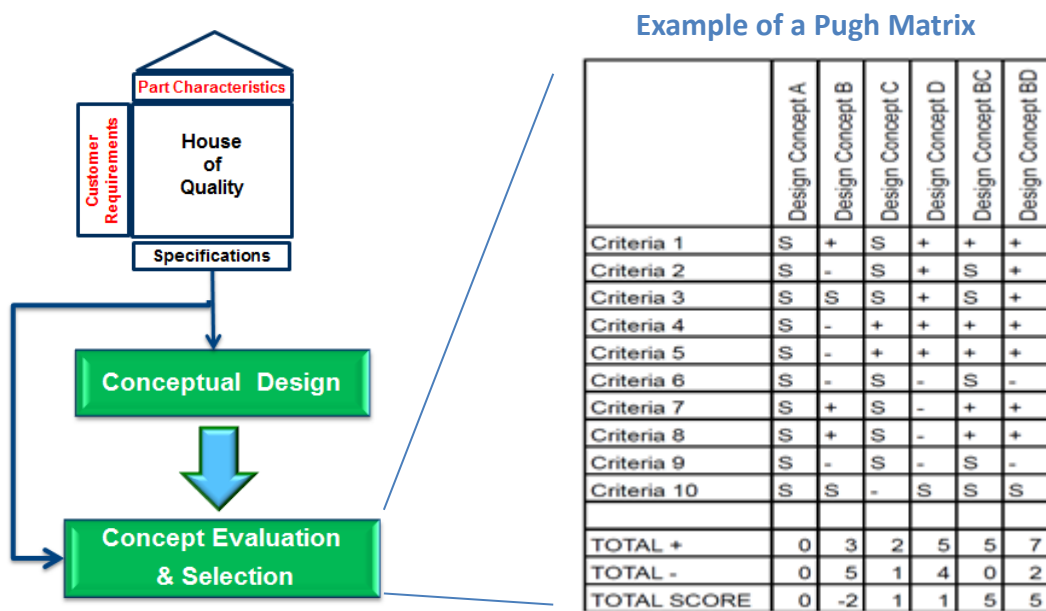 Example of a Pugh Matrix
Part Characteristics
Customer
Requirements
House
of
Quality
Specifications
Conceptual Design
Concept Evaluation
& Selection
Design Concept A
Design Concept B
Design Concept C
Design Concept D
Design Concept BC
Design Concept BD
Criteria 1 S + S + + +
Criteria 2 S - S + S +
Criteria 3 S S S + S +
Criteria 4 S - + + + +
Criteria 5 S - + + + +
Criteria 6 S - S - S -
Criteria 7 S + S - + +
Criteria 8 S + S - + +
Criteria 9 S - S - S -
Criteria 10 S S - S S S
TOTAL + 0 3 2 5 5 7
TOTAL - 0 5 1 4 0 2
TOTAL SCORE 0 -2 1 1 5 5